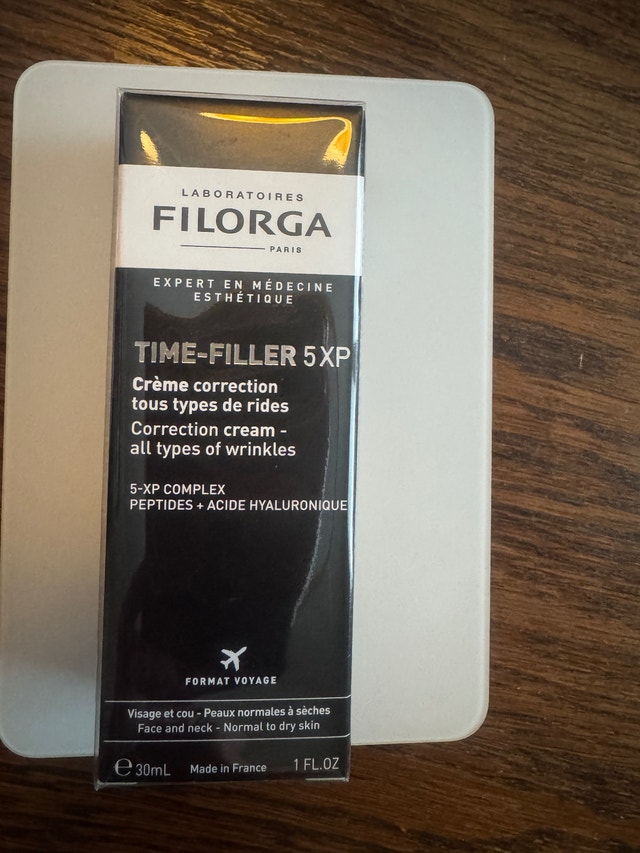 LABORATOIRES
FILORGA
PARIS
EXPERT EN MÉDECINE
ESTHÉTIQUE
TIME-FILLER 5 XP
Crème correction
tous types de rides
Correction cream -
all types of wrinkles
5-XP COMPLEX
PEPTIDES + ACIDE HYALURONIQUE
FORMAT VOYAGE
Visage et cou - Peaux normales à sèches
Face and neck - Normal to dry skin
℮ 30mL Made in France 1 FL.OZ